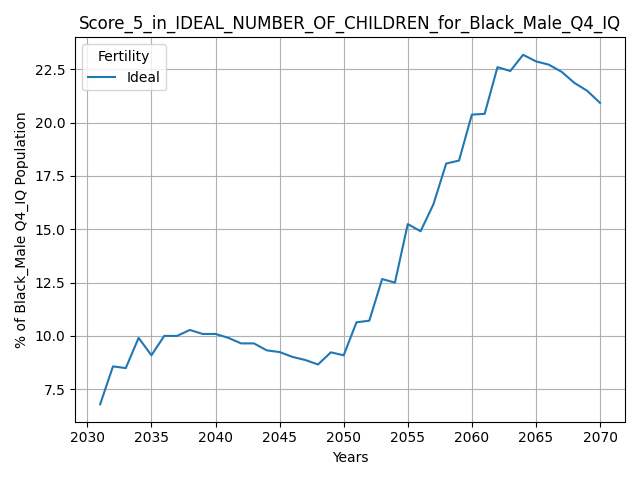 Score_5_in_IDEAL_NUMBER_OF_CHILDREN_for_Black_Male_Q4_IQ
Fertility
Ideal
% of Black_Male Q4_IQ Population
22.5
20.0
17.5
15.0
12.5
10.0
7.5
2030 2035 2040 2045 2050 2055 2060 2065 2070
Years